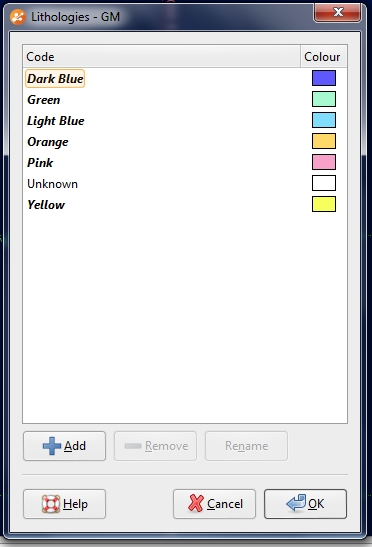 Lithologies - GM
Code Colour
Dark Blue
Green
Light Blue
Orange
Pink
Unknown
Yellow
Add Remove Rename
Help Cancel OK